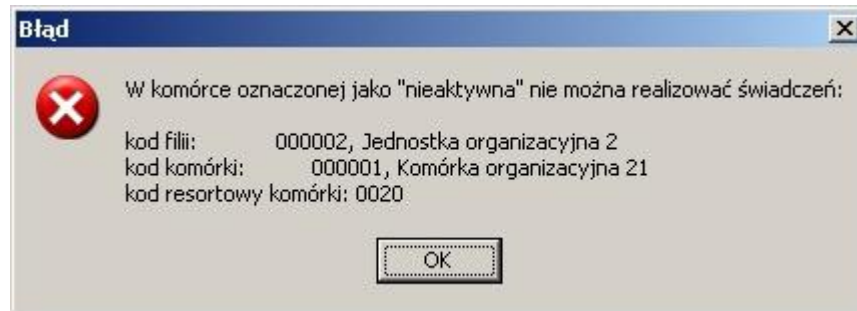 Błąd
W komórce oznaczonej jako "nieaktywna" nie można realizować świadczeń:
kod filii: 000002, Jednostka organizacyjna 2
kod komórki: 000001, Komórka organizacyjna 21
kod resortowy komórki: 0020
OK